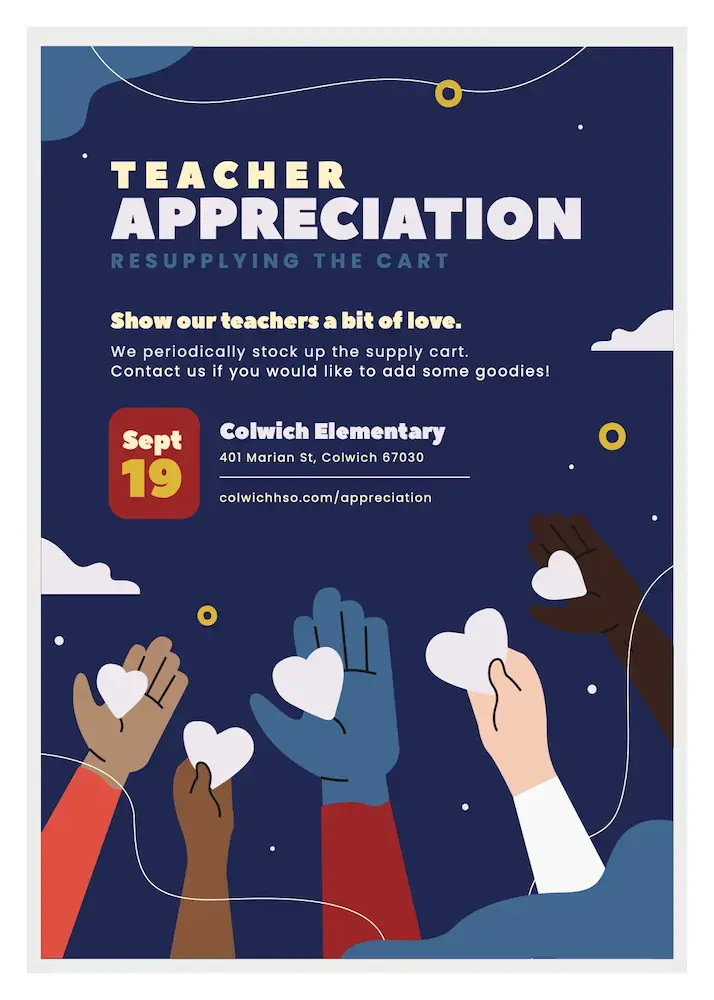 TEACHER
APPRECIATION
RESUPPLYING THE CART
Show our teachers a bit of love.
We periodically stock up the supply cart.
Contact us if you would like to add some goodies!
Sept
19
Colwich Elementary
401 Marian St, Colwich 67030
colwichhso.com/appreciation